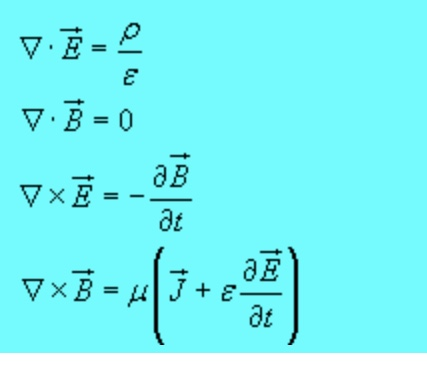 ∇ · E⃗ = ρ/ε
∇ · B⃗ = 0
∇ × E⃗ = −∂B⃗/∂t
∇ × B⃗ = μ(J⃗ + ε ∂E⃗/∂t)